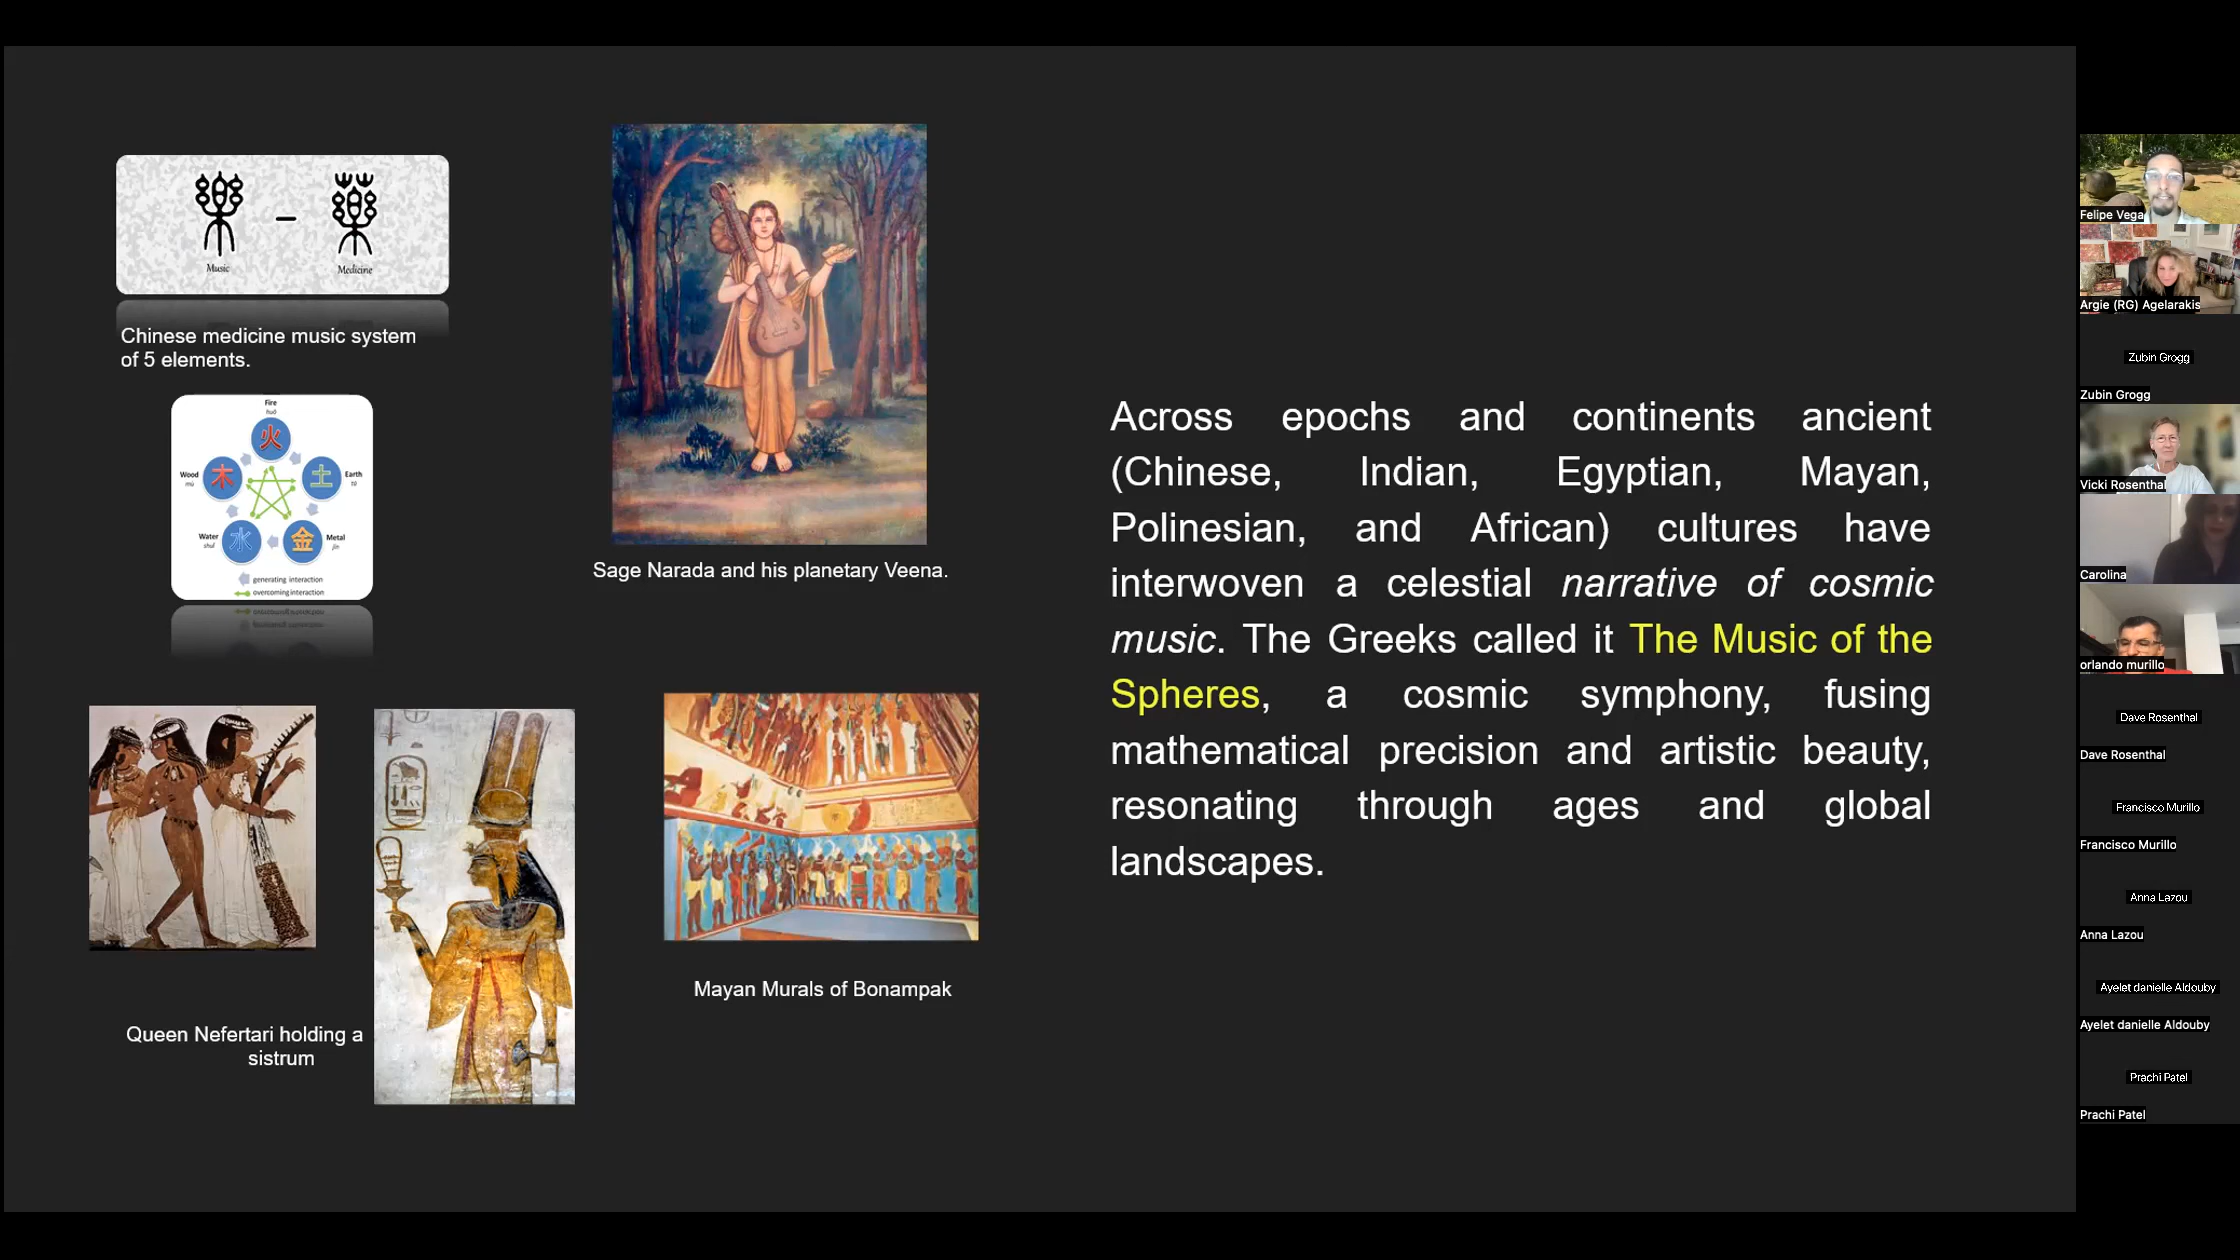 Music
–
Medicine
Chinese medicine music system
of 5 elements.
Fire
huǒ
火
Wood
mù
木
土
Earth
tǔ
Water
shuǐ
水
金
Metal
jīn
generating interaction
overcoming interaction
Sage Narada and his planetary Veena.
Queen Nefertari holding a
sistrum
Mayan Murals of Bonampak
Across epochs and continents ancient
(Chinese, Indian, Egyptian, Mayan,
Polinesian, and African) cultures have
interwoven a celestial narrative of cosmic
music. The Greeks called it The Music of the
Spheres, a cosmic symphony, fusing
mathematical precision and artistic beauty,
resonating through ages and global
landscapes.
Felipe Vega
Argie (RG) Agelarakis
Zubin Grogg
Zubin Grogg
Vicki Rosenthal
Carolina
orlando murillo
Dave Rosenthal
Dave Rosenthal
Francisco Murillo
Francisco Murillo
Anna Lazou
Anna Lazou
Ayelet danielle Aldouby
Ayelet danielle Aldouby
Prachi Patel
Prachi Patel